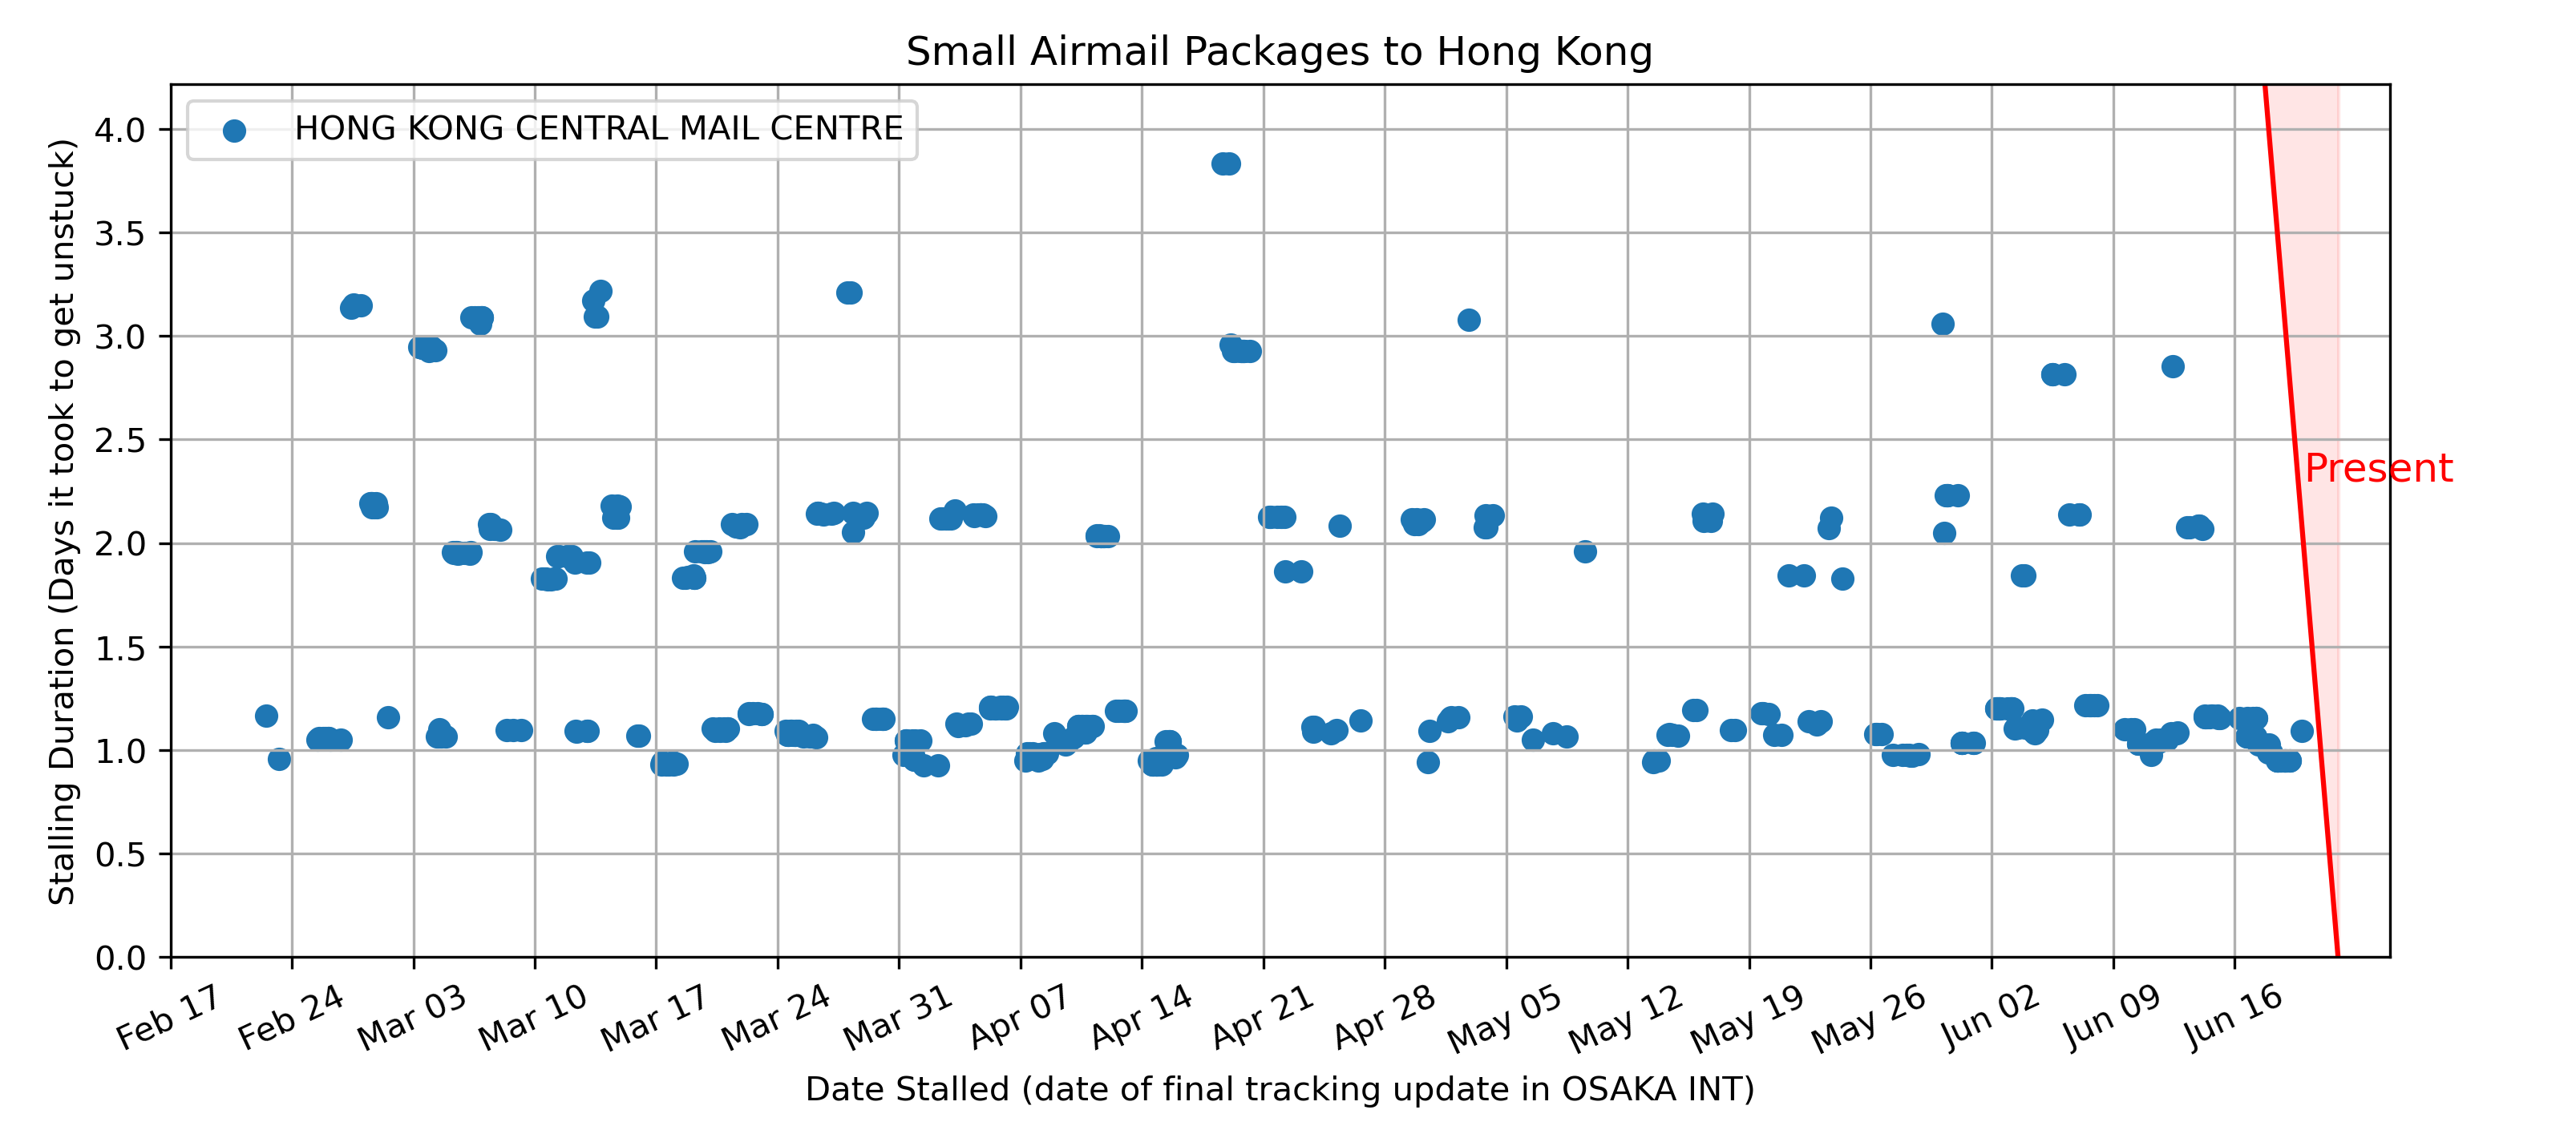 Small Airmail Packages to Hong Kong
HONG KONG CENTRAL MAIL CENTRE
Stalling Duration (Days it took to get unstuck)
4.0
3.5
3.0
2.5
2.0
1.5
1.0
0.5
0.0
Present
Feb 17
Feb 24
Mar 03
Mar 10
Mar 17
Mar 24
Mar 31
Apr 07
Apr 14
Apr 21
Apr 28
May 05
May 12
May 19
May 26
Jun 02
Jun 09
Jun 16
Date Stalled (date of final tracking update in OSAKA INT)